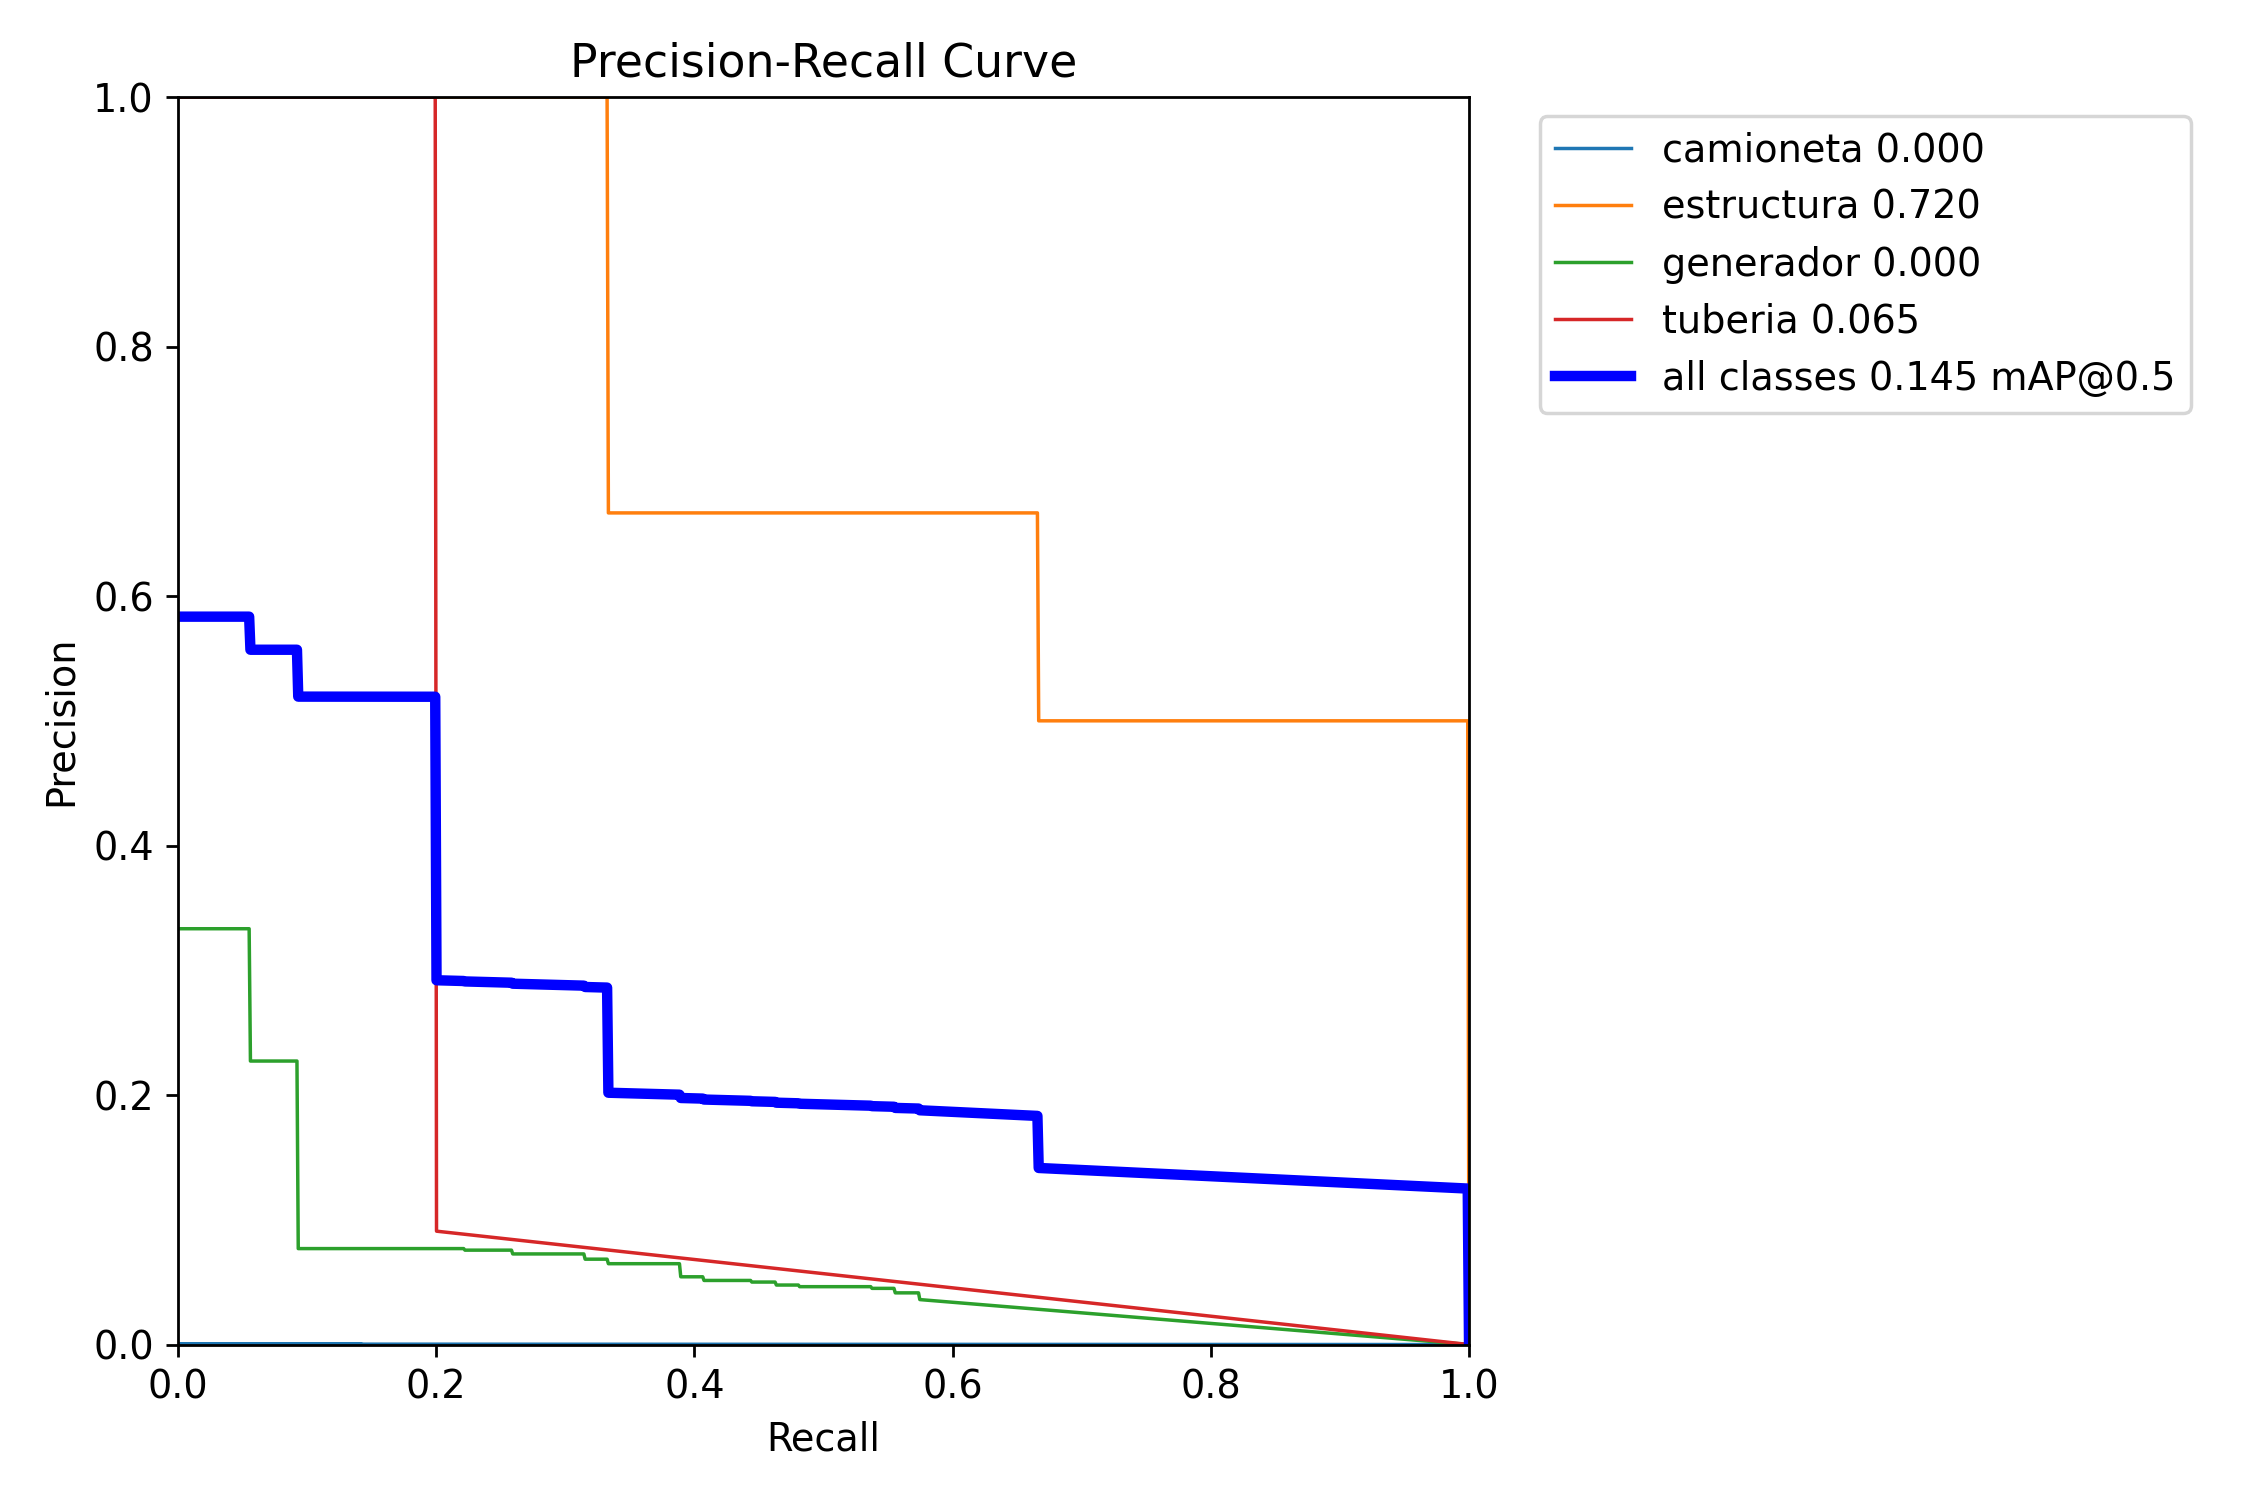 Precision-Recall Curve
1.0
0.8
0.6
0.4
0.2
0.0
Precision
0.0 0.2 0.4 0.6 0.8 1.0
Recall
camioneta 0.000
estructura 0.720
generador 0.000
tuberia 0.065
all classes 0.145 mAP@0.5